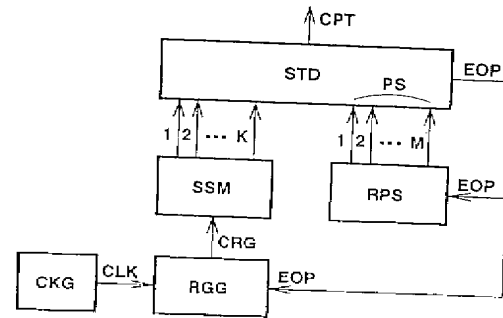 CPT
STD
EOP
PS
1 2 ... K
1 2 ... M
SSM
RPS
EOP
CRG
CKG
CLK
RGG
EOP